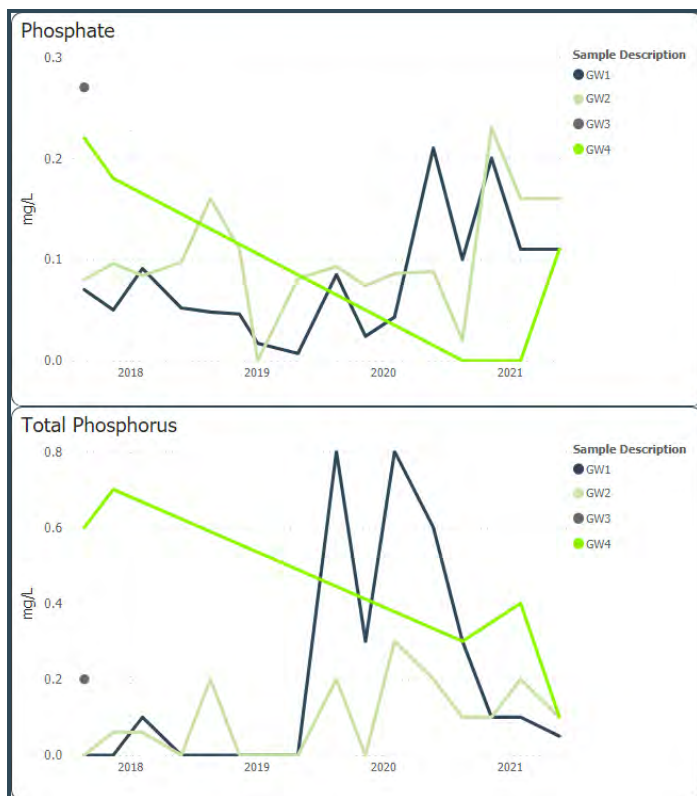 Phosphate
0.3
0.2
0.1
0.0
mg/L
2018 2019 2020 2021
Sample Description
GW1
GW2
GW3
GW4
Total Phosphorus
0.8
0.6
0.4
0.2
0.0
mg/L
2018 2019 2020 2021
Sample Description
GW1
GW2
GW3
GW4